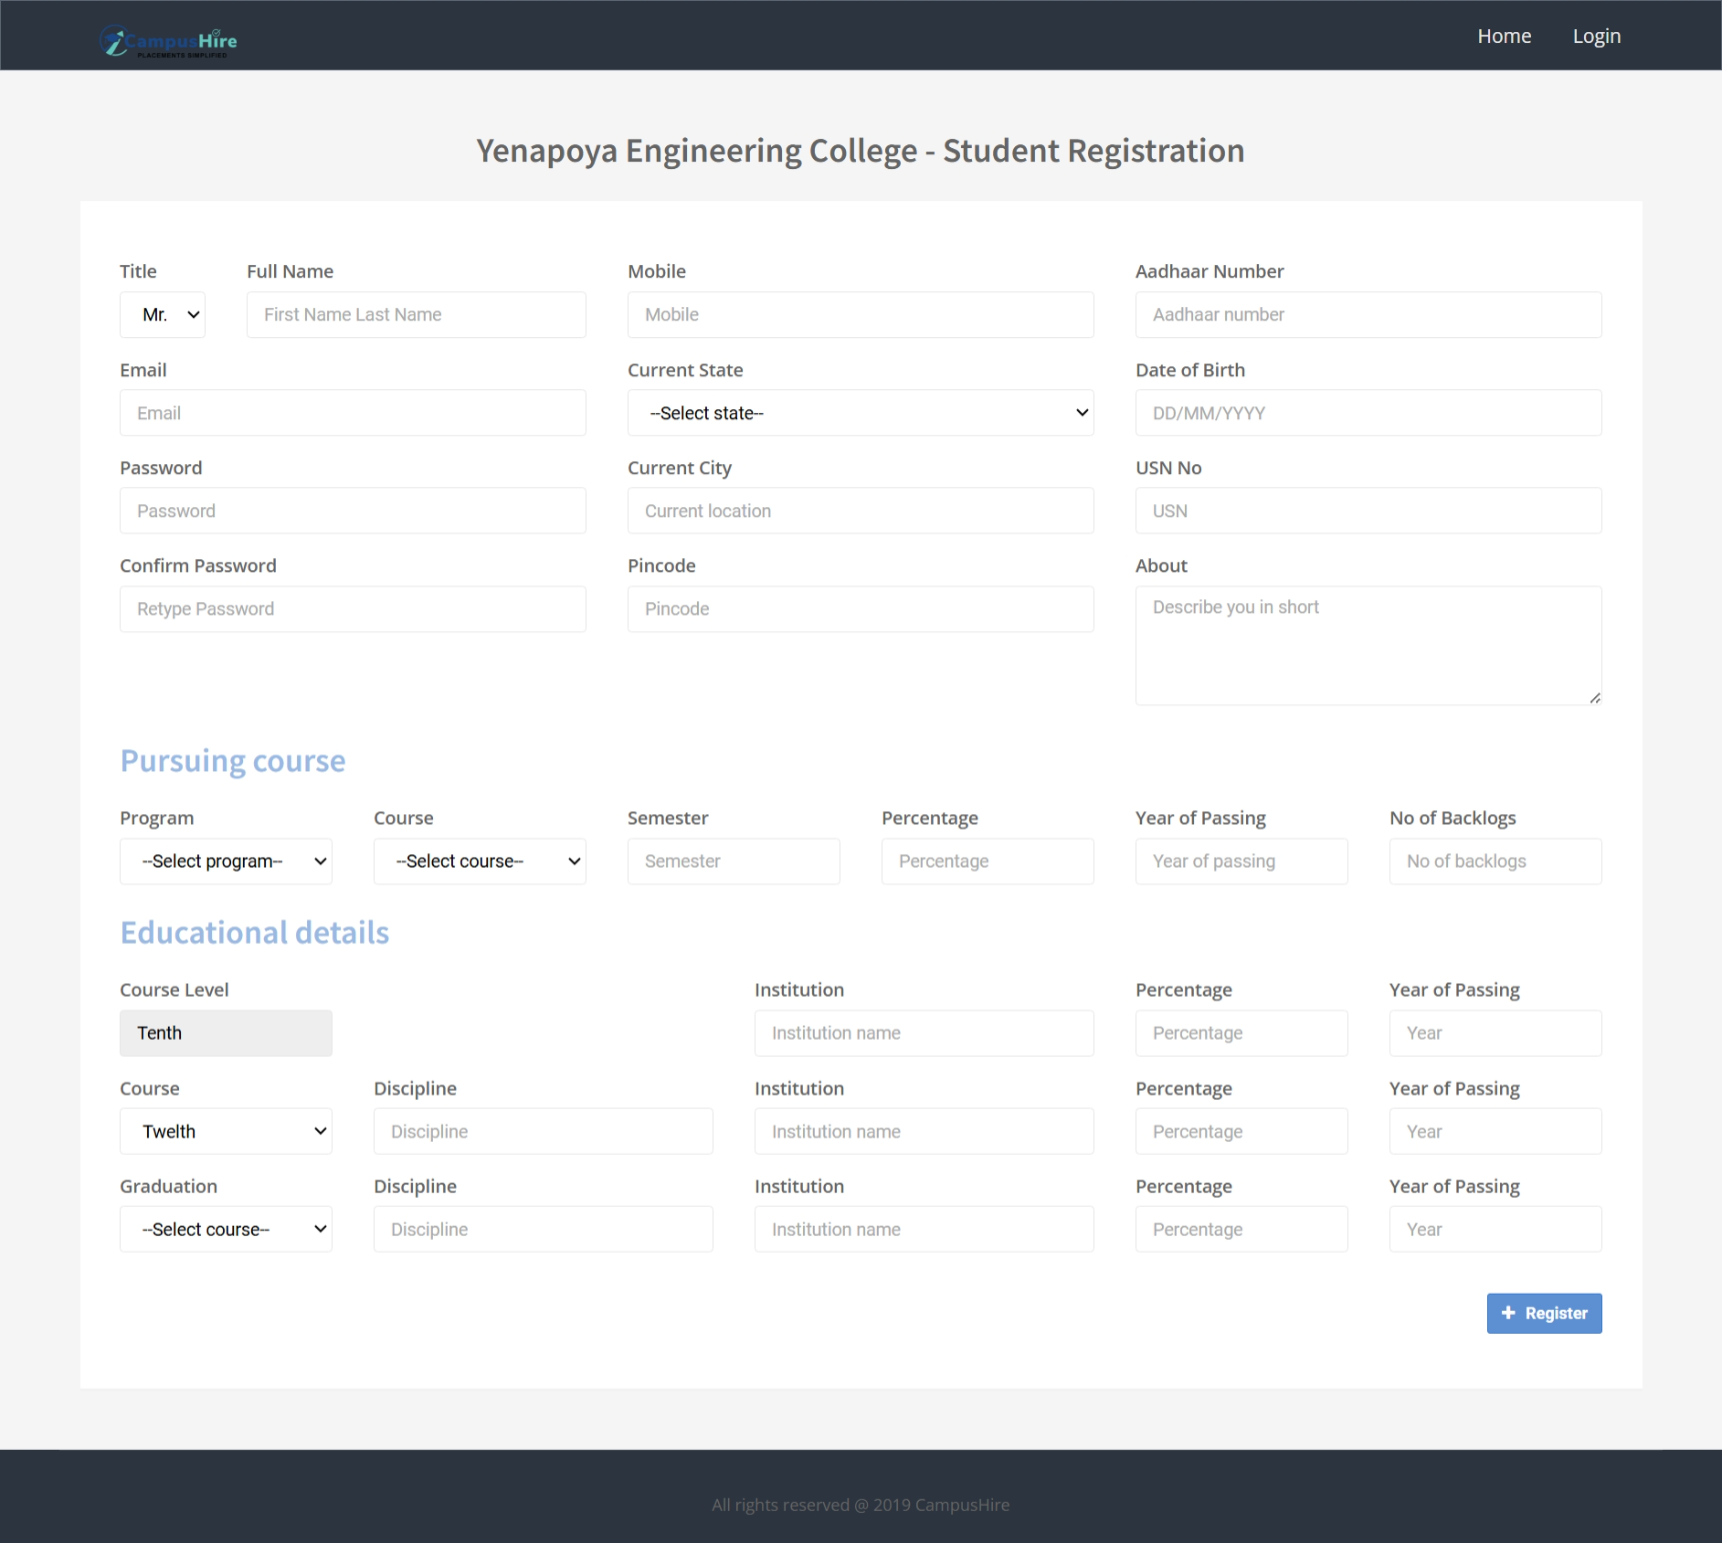 CampusHire
PLACEMENTS SIMPLIFIED
Home Login
Yenapoya Engineering College - Student Registration
Title Full Name Mobile Aadhaar Number
Mr. First Name Last Name Mobile Aadhaar number
Email Current State Date of Birth
Email --Select state-- DD/MM/YYYY
Password Current City USN No
Password Current location USN
Confirm Password Pincode About
Retype Password Pincode Describe you in short
Pursuing course
Program Course Semester Percentage Year of Passing No of Backlogs
--Select program-- --Select course-- Semester Percentage Year of passing No of backlogs
Educational details
Course Level Institution Percentage Year of Passing
Tenth Institution name Percentage Year
Course Discipline Institution Percentage Year of Passing
Twelth Discipline Institution name Percentage Year
Graduation Discipline Institution Percentage Year of Passing
--Select course-- Discipline Institution name Percentage Year
+ Register
All rights reserved @ 2019 CampusHire